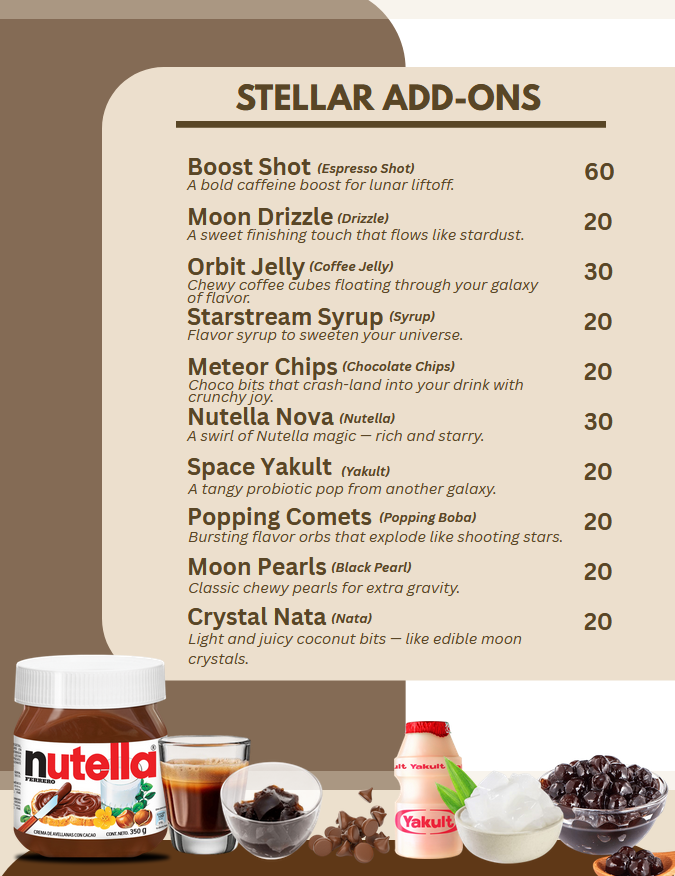 STELLAR ADD-ONS
Boost Shot (Espresso Shot) 60
A bold caffeine boost for lunar liftoff.
Moon Drizzle (Drizzle) 20
A sweet finishing touch that flows like stardust.
Orbit Jelly (Coffee Jelly) 30
Chewy coffee cubes floating through your galaxy
of flavor.
Starstream Syrup (Syrup) 20
Flavor syrup to sweeten your universe.
Meteor Chips (Chocolate Chips) 20
Choco bits that crash-land into your drink with
crunchy joy.
Nutella Nova (Nutella) 30
A swirl of Nutella magic — rich and starry.
Space Yakult (Yakult) 20
A tangy probiotic pop from another galaxy.
Popping Comets (Popping Boba) 20
Bursting flavor orbs that explode like shooting stars.
Moon Pearls (Black Pearl) 20
Classic chewy pearls for extra gravity.
Crystal Nata (Nata) 20
Light and juicy coconut bits — like edible moon
crystals.
nutella®
FERRERO
CREMA DE AVELLANAS CON CACAO CONT. NETO. 350 g
ult Yakult
Yakult